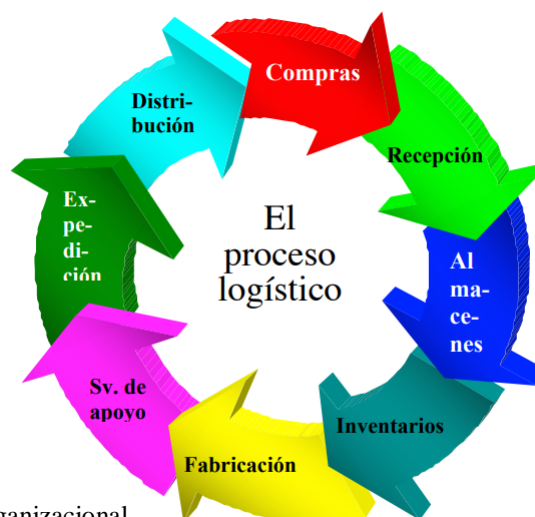 Compras
Distri-
bución
Recepción
Ex-
pe-
di-
ción
El
proceso
logístico
Al
ma-
ce-
nes
Sv. de
apoyo
Inventarios
Fabricación
ganizacional